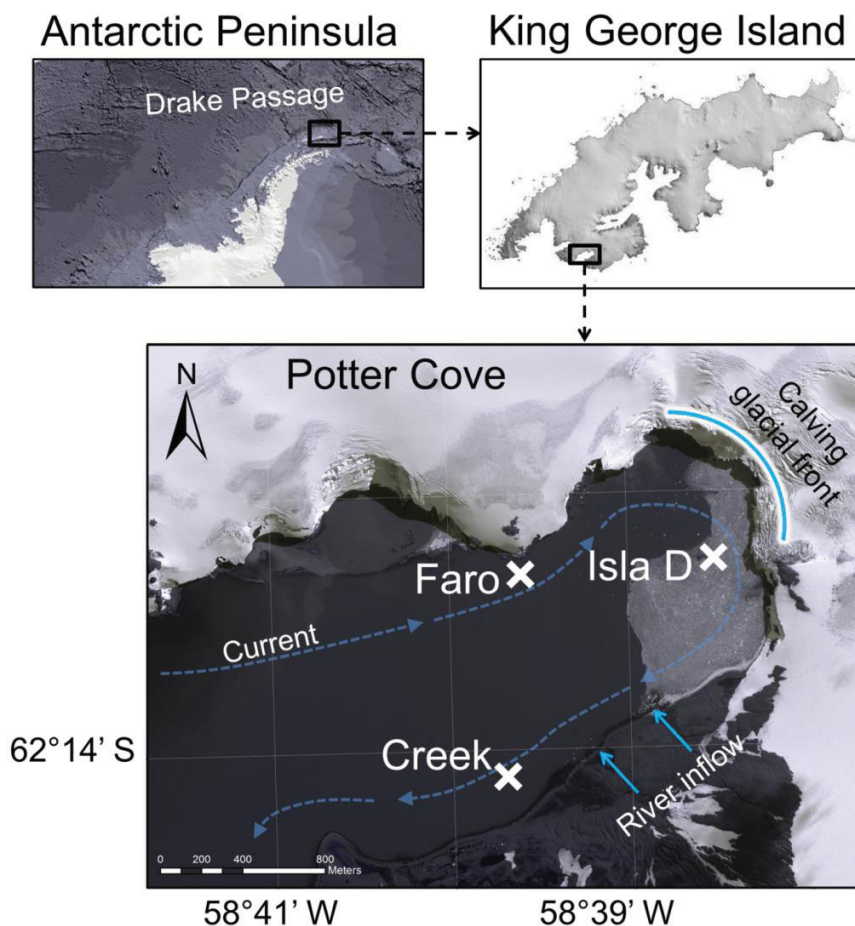 Antarctic Peninsula
King George Island
Drake Passage
Potter Cove
N
Calving
glacial front
Faro
Isla D
Current
62°14’ S
Creek
River inflow
0 200 400 800
Meters
58°41’ W
58°39’ W